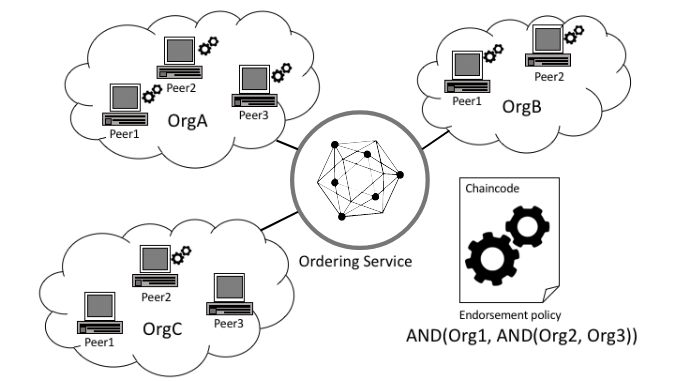 Peer2
Peer1
Peer3
OrgA
Peer1
Peer2
OrgB
Ordering Service
Chaincode
Endorsement policy
AND(Org1, AND(Org2, Org3))
Peer2
Peer1
Peer3
OrgC